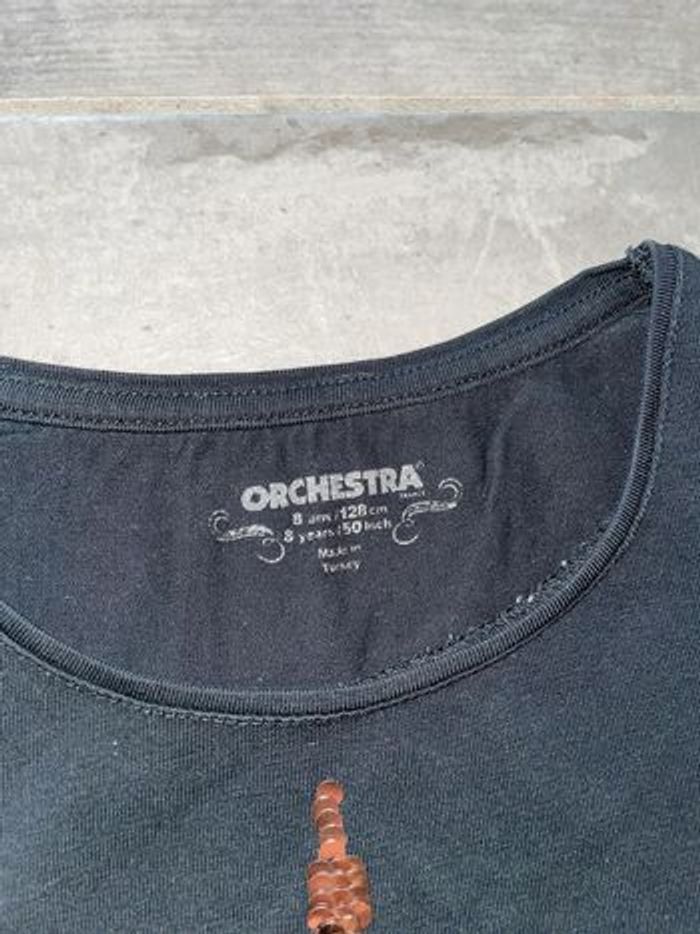 ORCHESTRA
8 ans / 128 cm
8 years / 50 Inch
Made in
Turkey